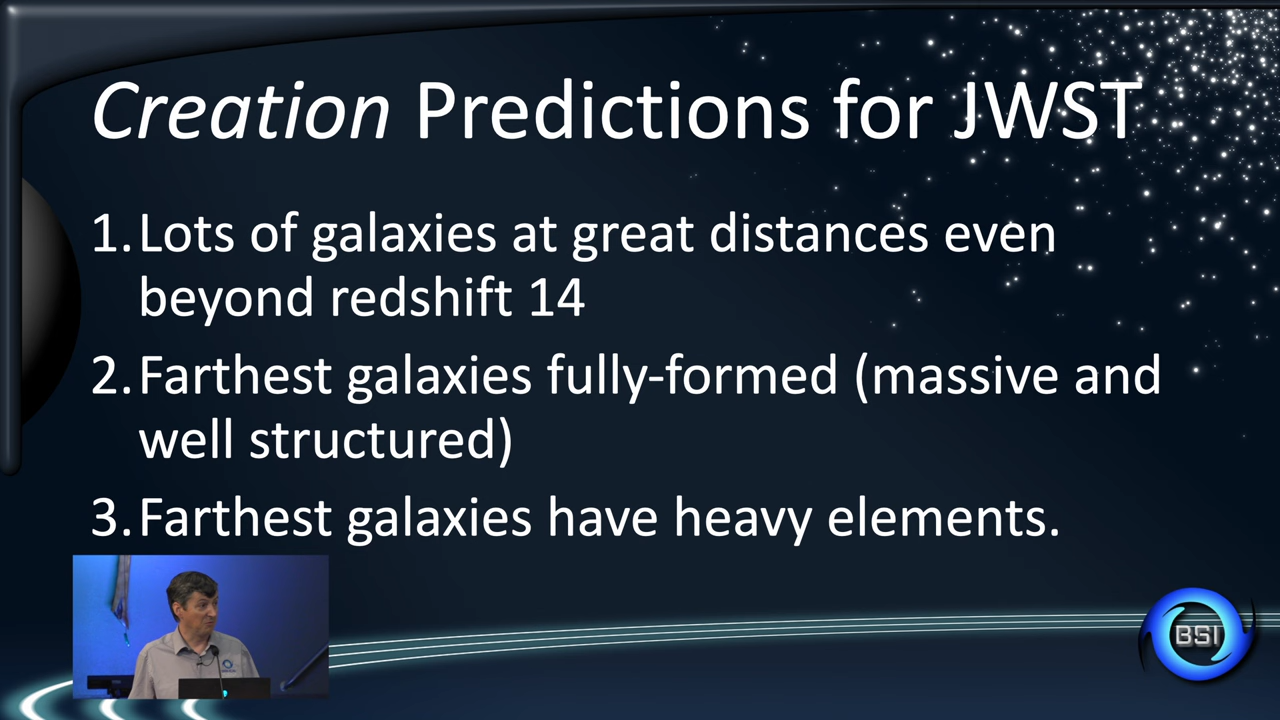 Creation Predictions for JWST
1. Lots of galaxies at great distances even
beyond redshift 14
2. Farthest galaxies fully-formed (massive and
well structured)
3. Farthest galaxies have heavy elements.
BSI